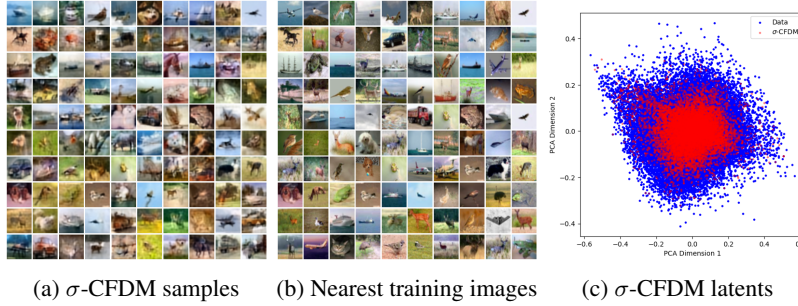 Data
σ-CFDM
0.4
0.2
0.0
−0.2
−0.4
PCA Dimension 2
−0.6
−0.4
−0.2
0.0
0.2
0.4
PCA Dimension 1
(a) σ-CFDM samples
(b) Nearest training images
(c) σ-CFDM latents